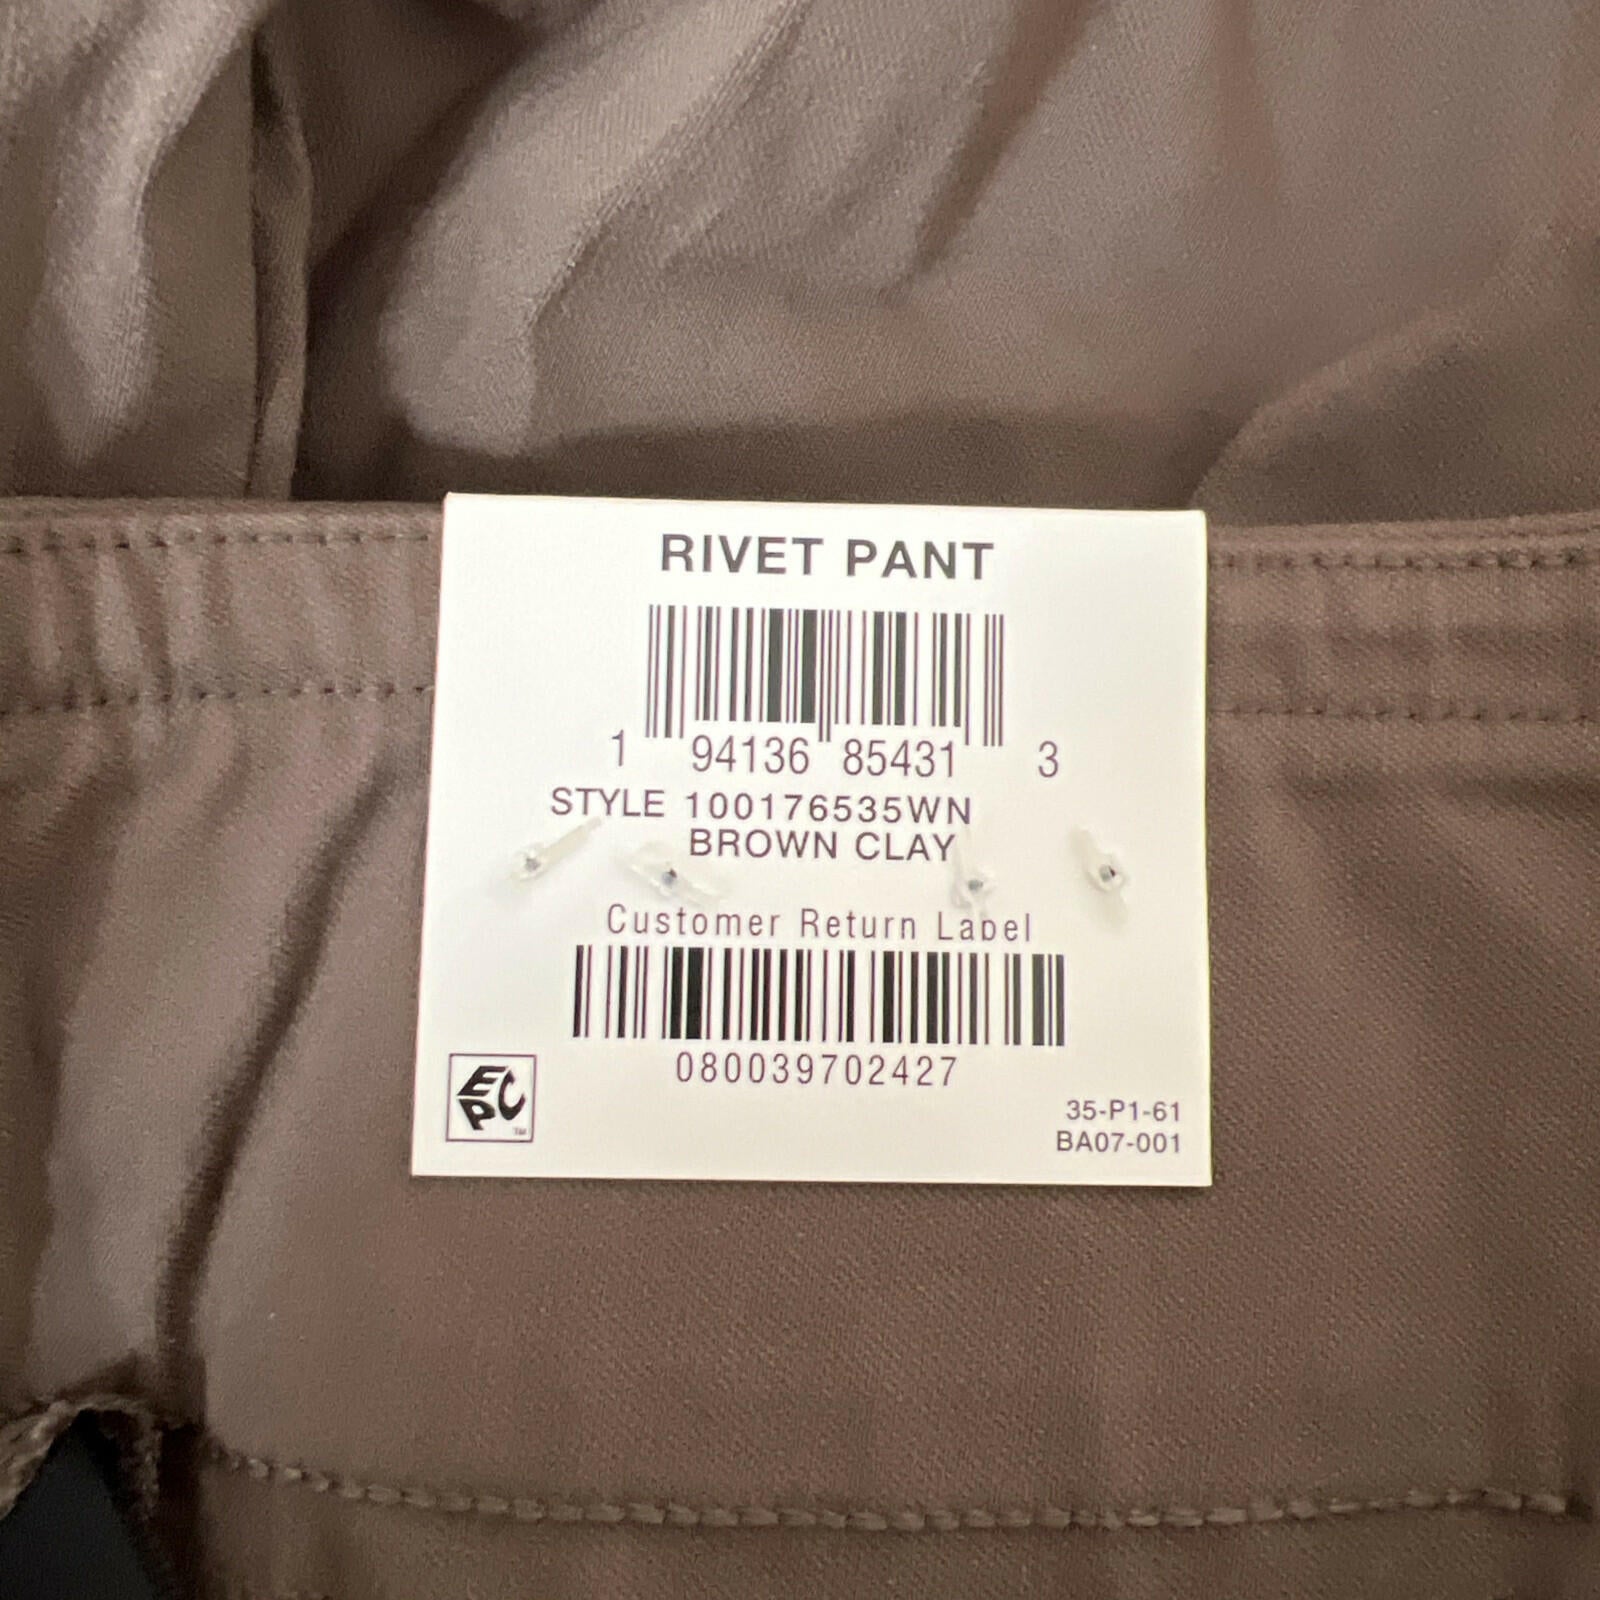 RIVET PANT
1 94136 85431 3
STYLE 100176535WN
BROWN CLAY
Customer Return Label
080039702427
EPC
TM
35-P1-61
BA07-001